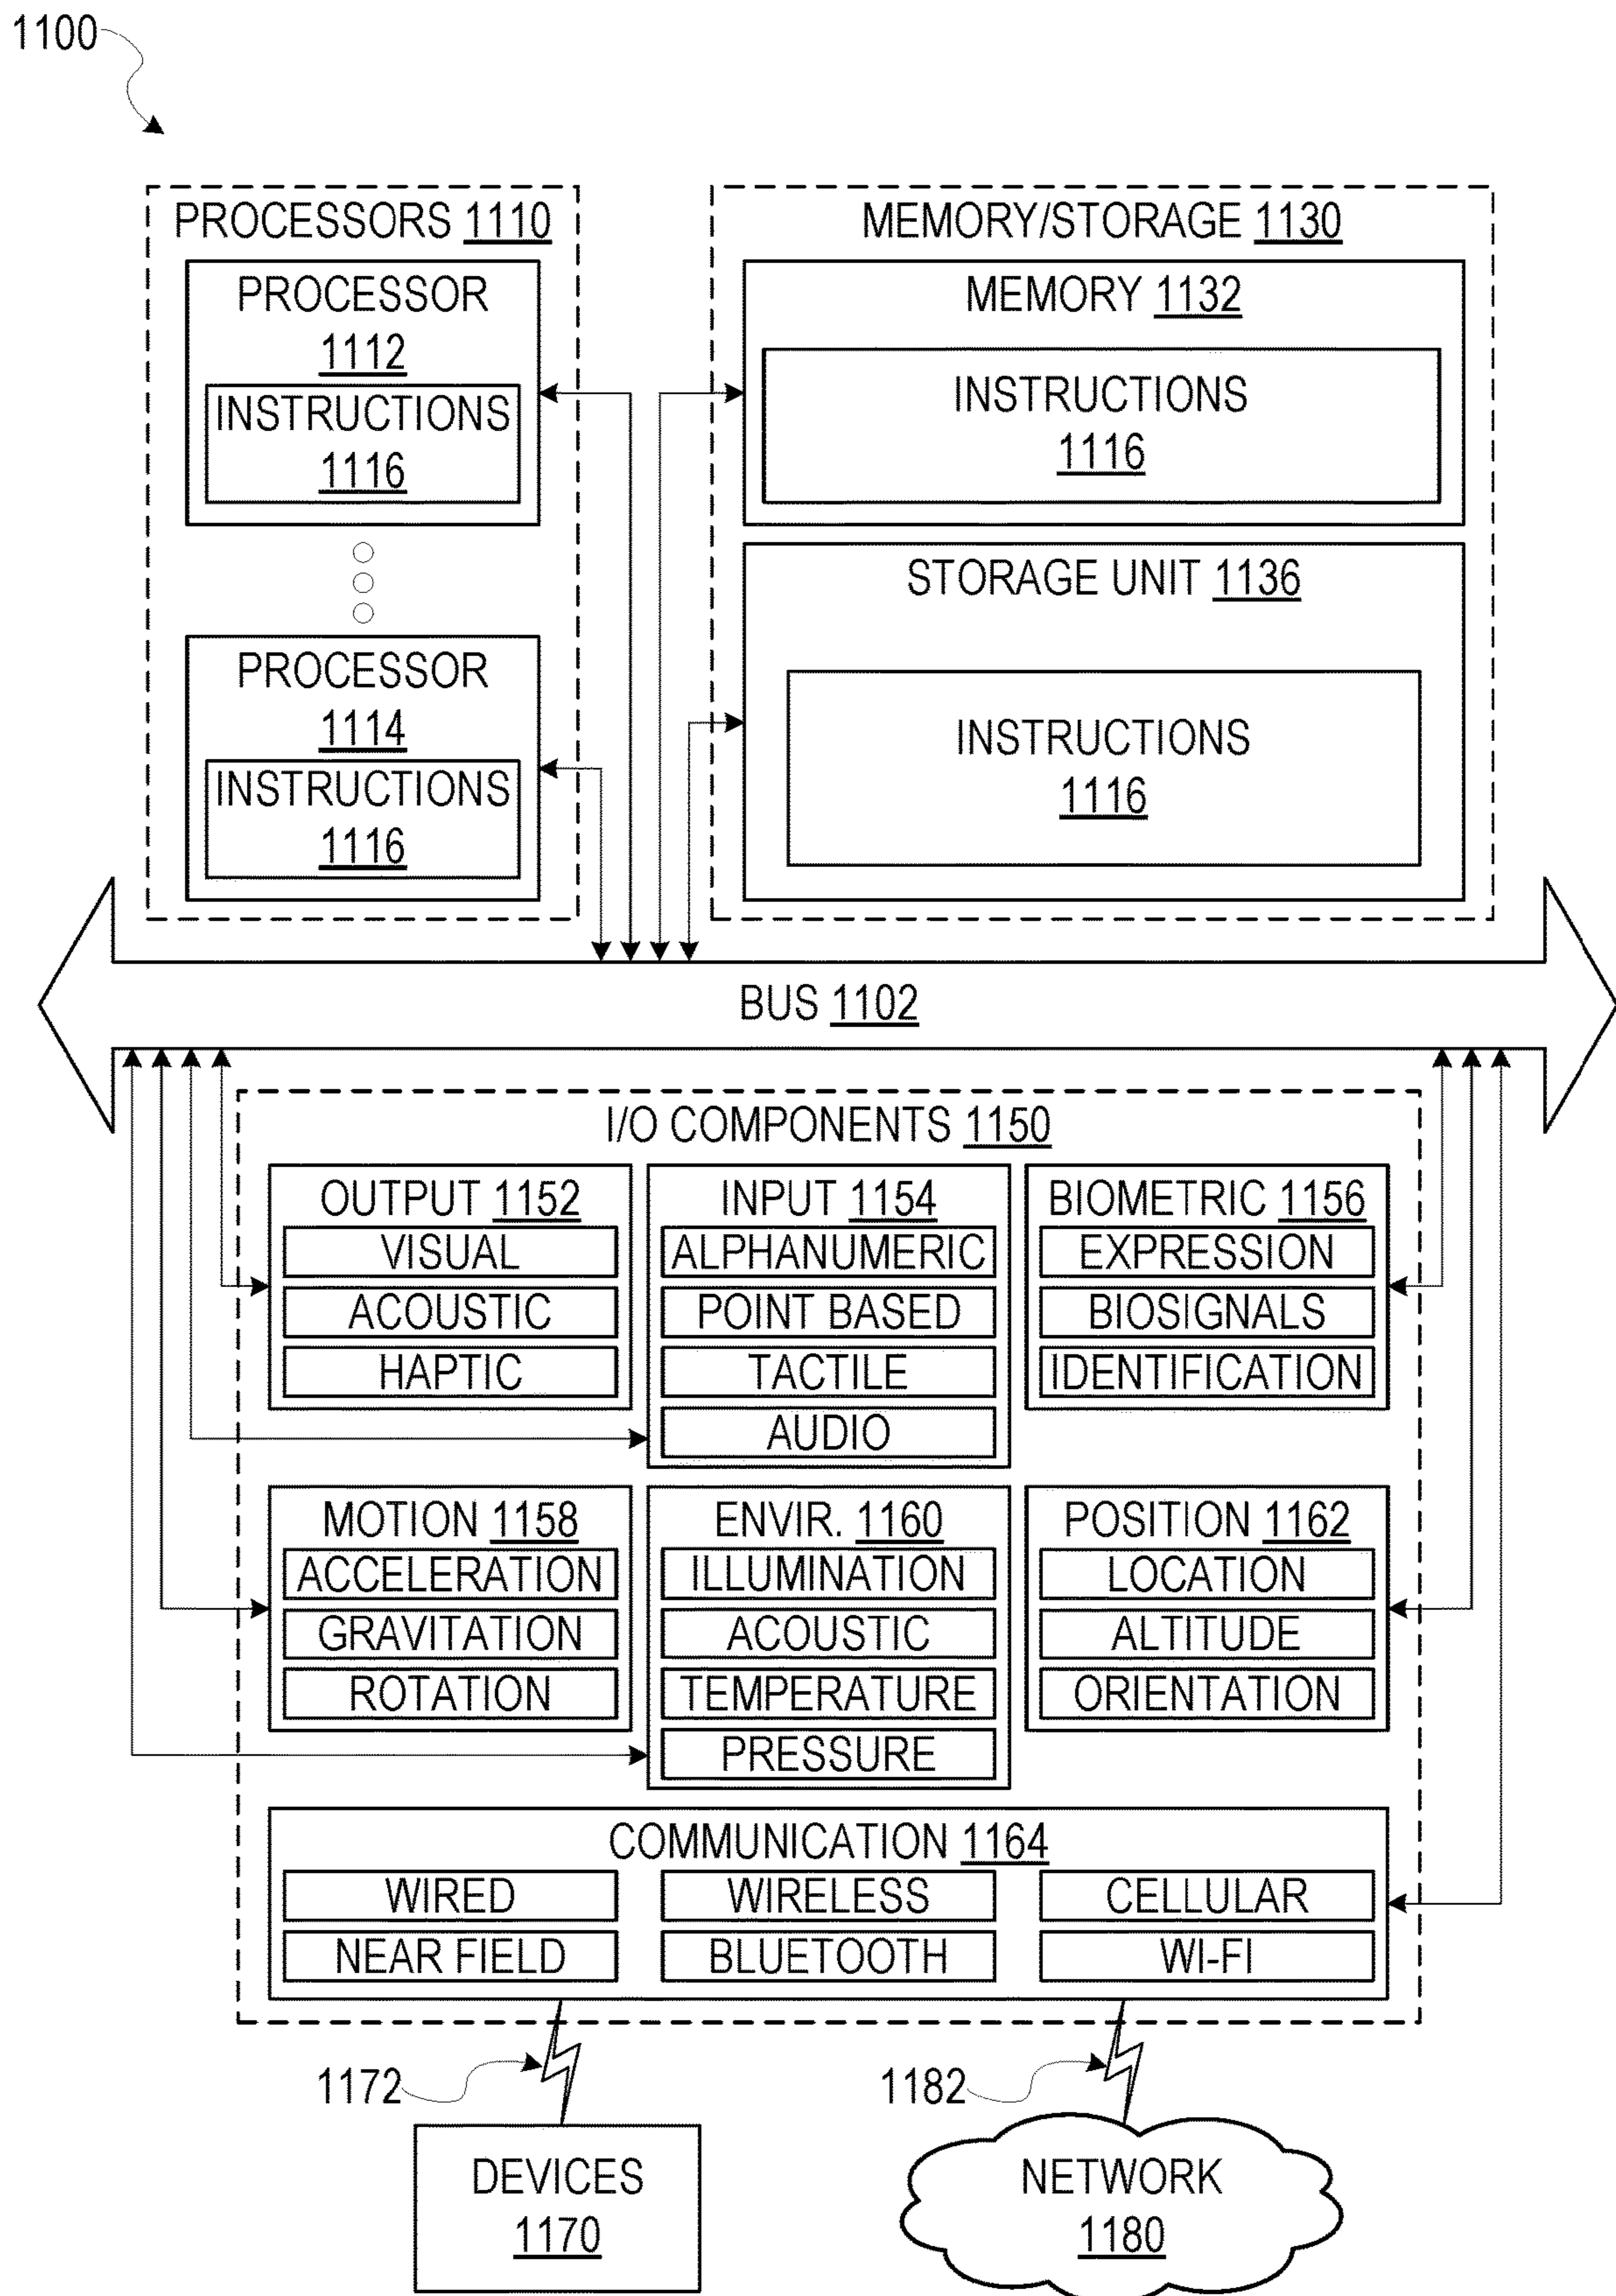 1100
PROCESSORS 1110
PROCESSOR
1112
INSTRUCTIONS
1116
PROCESSOR
1114
INSTRUCTIONS
1116
MEMORY/STORAGE 1130
MEMORY 1132
INSTRUCTIONS
1116
STORAGE UNIT 1136
INSTRUCTIONS
1116
BUS 1102
I/O COMPONENTS 1150
OUTPUT 1152
VISUAL
ACOUSTIC
HAPTIC
INPUT 1154
ALPHANUMERIC
POINT BASED
TACTILE
AUDIO
BIOMETRIC 1156
EXPRESSION
BIOSIGNALS
IDENTIFICATION
MOTION 1158
ACCELERATION
GRAVITATION
ROTATION
ENVIR. 1160
ILLUMINATION
ACOUSTIC
TEMPERATURE
PRESSURE
POSITION 1162
LOCATION
ALTITUDE
ORIENTATION
COMMUNICATION 1164
WIRED
WIRELESS
CELLULAR
NEAR FIELD
BLUETOOTH
WI-FI
1172
1182
DEVICES
1170
NETWORK
1180